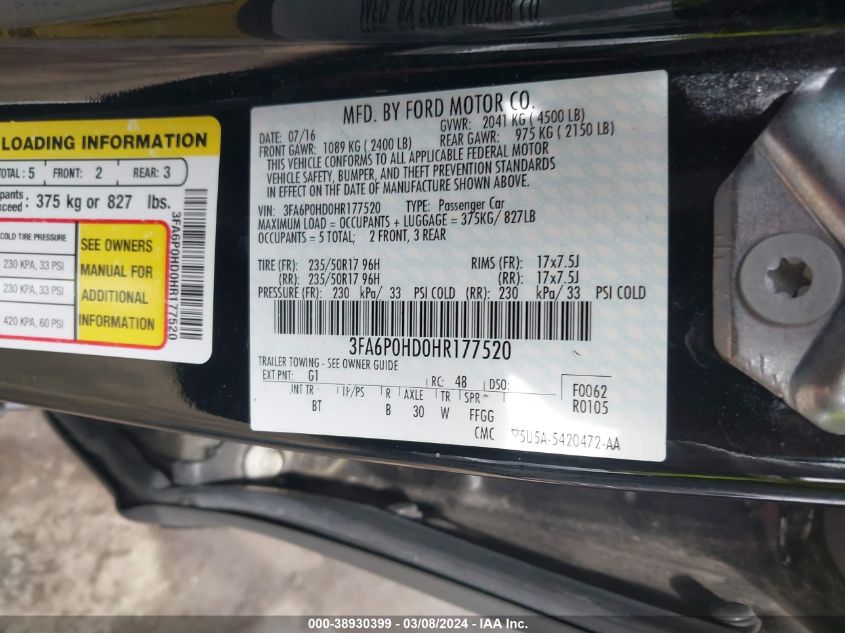 LOADING INFORMATION
TOTAL: 5 FRONT: 2 REAR: 3
375 kg or 827 lbs.
COLD TIRE PRESSURE
230 KPA, 33 PSI
230 KPA, 33 PSI
420 KPA, 60 PSI
SEE OWNERS
MANUAL FOR
ADDITIONAL
INFORMATION
3FA6P0HD0HR177520
MFD. BY FORD MOTOR CO.
DATE: 07/16 GVWR: 2041 KG (4500 LB)
FRONT GAWR: 1089 KG (2400 LB) REAR GAWR: 975 KG (2150 LB)
THIS VEHICLE CONFORMS TO ALL APPLICABLE FEDERAL MOTOR
VEHICLE SAFETY, BUMPER, AND THEFT PREVENTION STANDARDS
IN EFFECT ON THE DATE OF MANUFACTURE SHOWN ABOVE.
VIN: 3FA6P0HD0HR177520 TYPE: Passenger Car
MAXIMUM LOAD = OCCUPANTS + LUGGAGE = 375KG/ 827LB
OCCUPANTS = 5 TOTAL; 2 FRONT, 3 REAR
TIRE (FR): 235/50R17 96H RIMS (FR): 17x7.5J
(RR): 235/50R17 96H (RR): 17x7.5J
PRESSURE (FR): 230 kPa/ 33 PSI COLD (RR): 230 kPa/ 33 PSI COLD
3FA6P0HD0HR177520
TRAILER TOWING - SEE OWNER GUIDE
EXT PNT: G1 RC: 48 DSO: F0062
INT TR TP/PS R AXLE TR SPR R0105
BT B 30 W FFGG
CMC 5U5A-5420472-AA
000-38930399 - 03/08/2024 - IAA Inc.